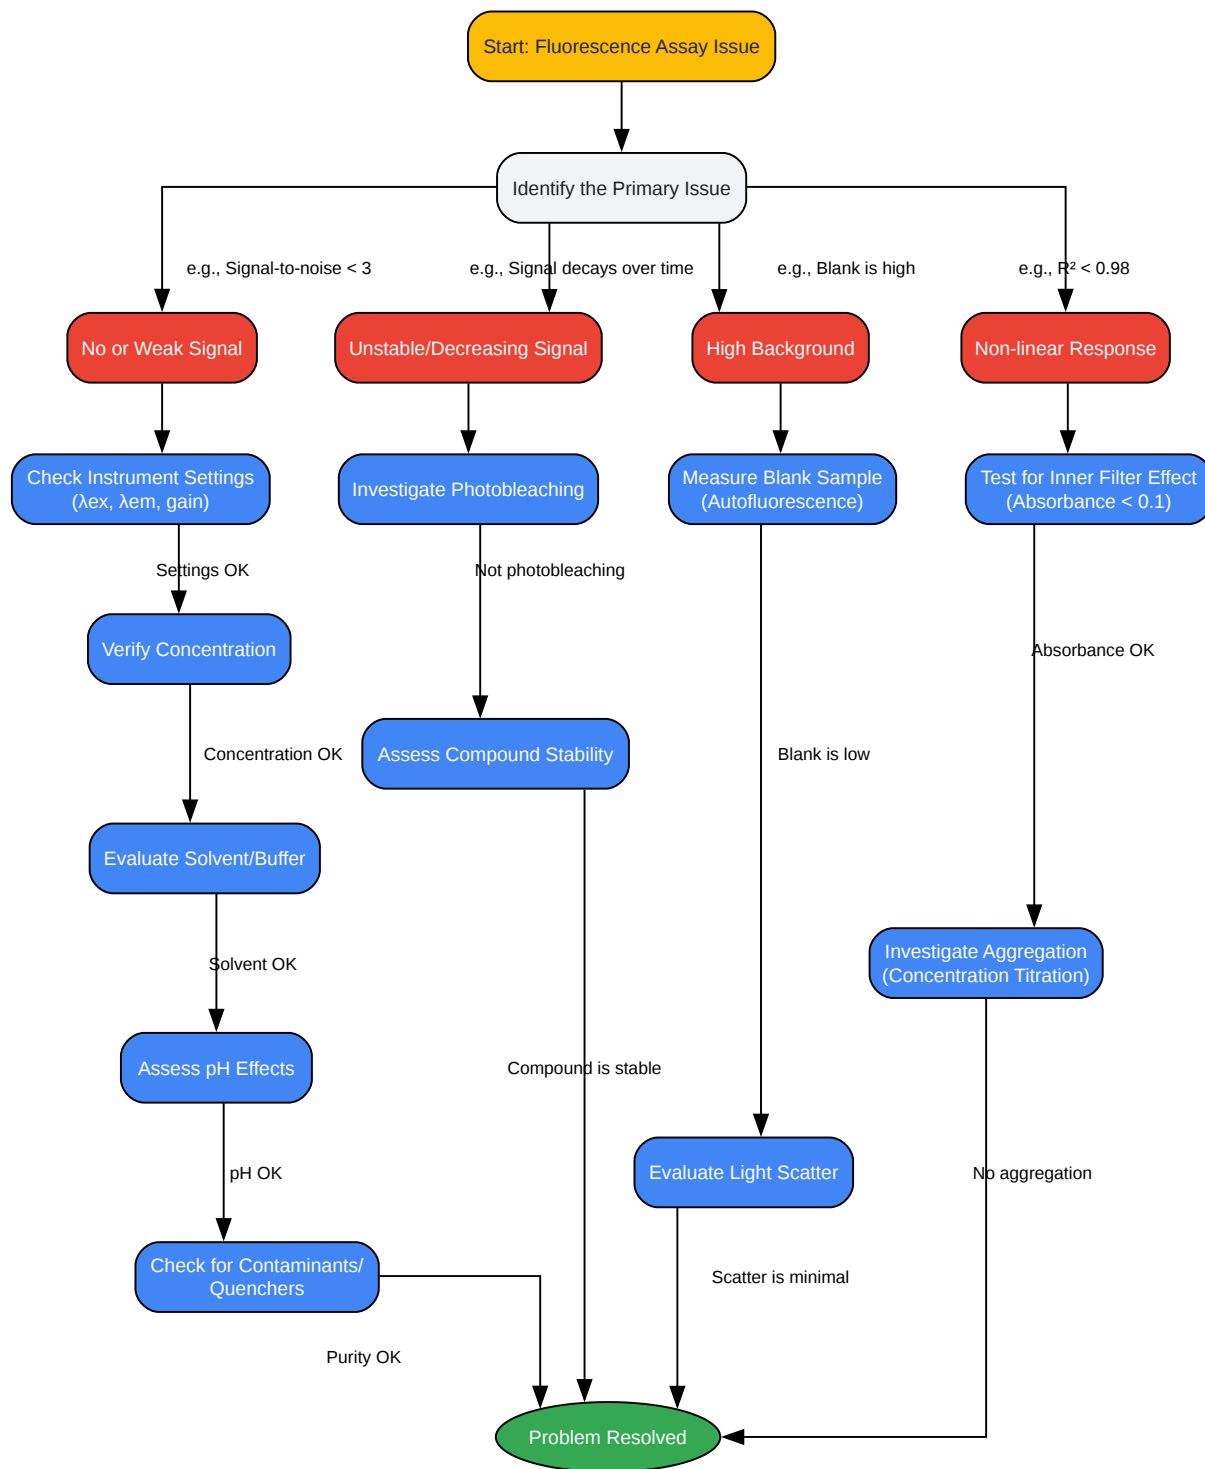 Start: Fluorescence Assay Issue
Identify the Primary Issue
e.g., Signal-to-noise < 3
e.g., Signal decays over time
e.g., Blank is high
e.g., R² < 0.98
No or Weak Signal
Unstable/Decreasing Signal
High Background
Non-linear Response
Check Instrument Settings
(λex, λem, gain)
Investigate Photobleaching
Measure Blank Sample
(Autofluorescence)
Test for Inner Filter Effect
(Absorbance < 0.1)
Settings OK
Not photobleaching
Verify Concentration
Absorbance OK
Concentration OK
Assess Compound Stability
Blank is low
Evaluate Solvent/Buffer
Investigate Aggregation
(Concentration Titration)
Solvent OK
Assess pH Effects
Compound is stable
pH OK
Evaluate Light Scatter
No aggregation
Check for Contaminants/
Quenchers
Scatter is minimal
Purity OK
Problem Resolved